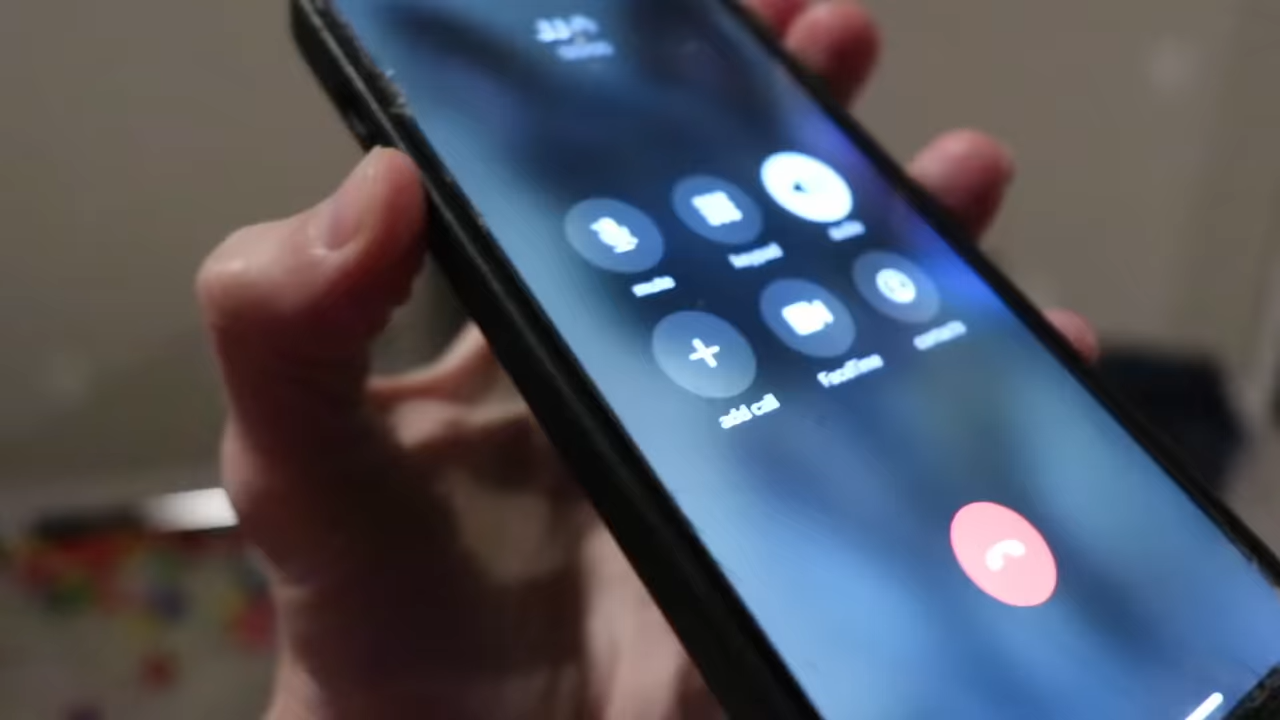 mute
keypad
audio
add call
FaceTime
contacts